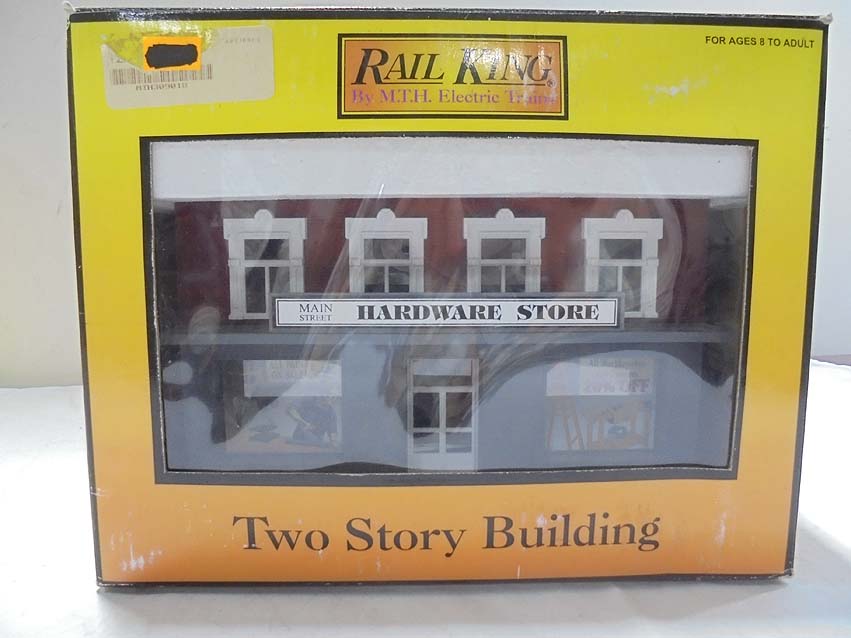 FOR AGES 8 TO ADULT
RAIL KING
By M.T.H. Electric Trains
MAIN STREET
HARDWARE STORE
20% OFF
Two Story Building